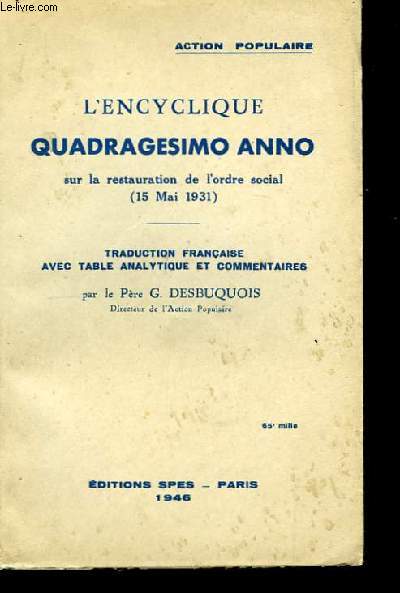 Le-livre.com
ACTION POPULAIRE
L'ENCYCLIQUE
QUADRAGESIMO ANNO
sur la restauration de l'ordre social
(15 Mai 1931)
TRADUCTION FRANÇAISE
AVEC TABLE ANALYTIQUE ET COMMENTAIRES
par le Père G. DESBUQUOIS
Directeur de l'Action Populaire
65e mille
ÉDITIONS SPES — PARIS
1946